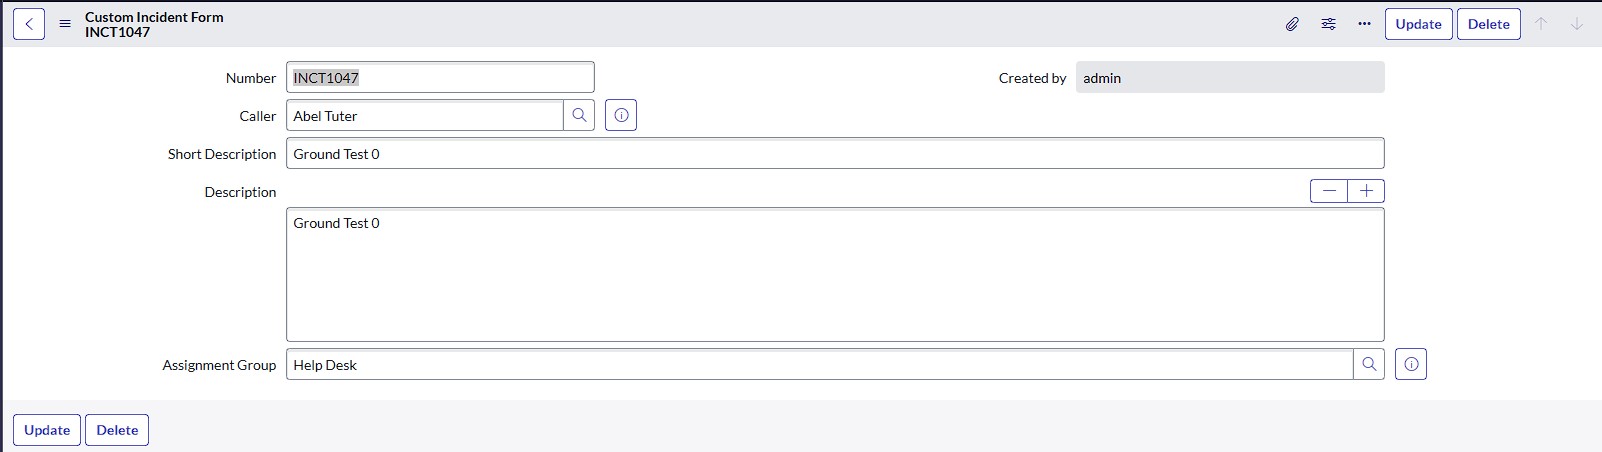 Custom Incident Form
INCT1047
Update
Delete
Number
INCT1047
Created by
admin
Caller
Abel Tuter
Short Description
Ground Test 0
Description
Ground Test 0
Assignment Group
Help Desk
Update
Delete